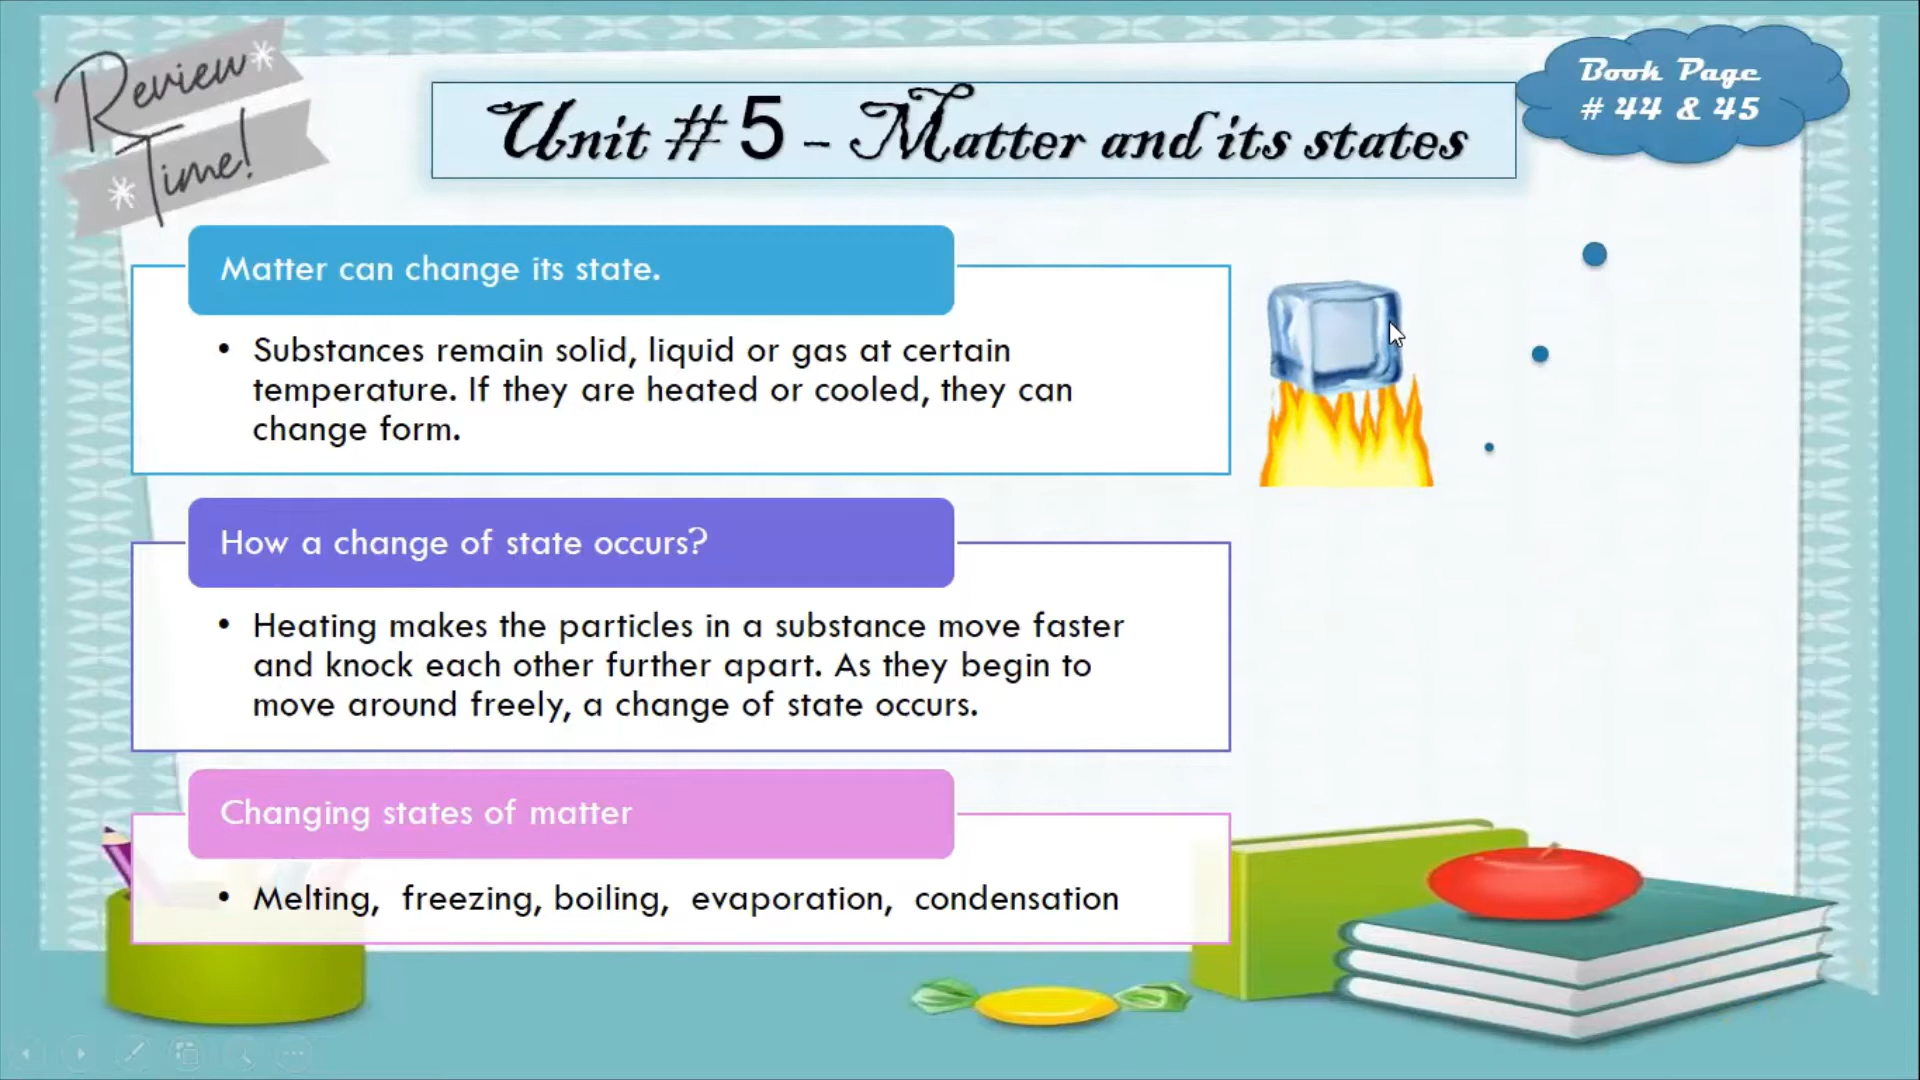 Review
Time!
Unit # 5 - Matter and its states
Book Page
# 44 & 45
Matter can change its state.
• Substances remain solid, liquid or gas at certain
temperature. If they are heated or cooled, they can
change form.
How a change of state occurs?
• Heating makes the particles in a substance move faster
and knock each other further apart. As they begin to
move around freely, a change of state occurs.
Changing states of matter
• Melting, freezing, boiling, evaporation, condensation